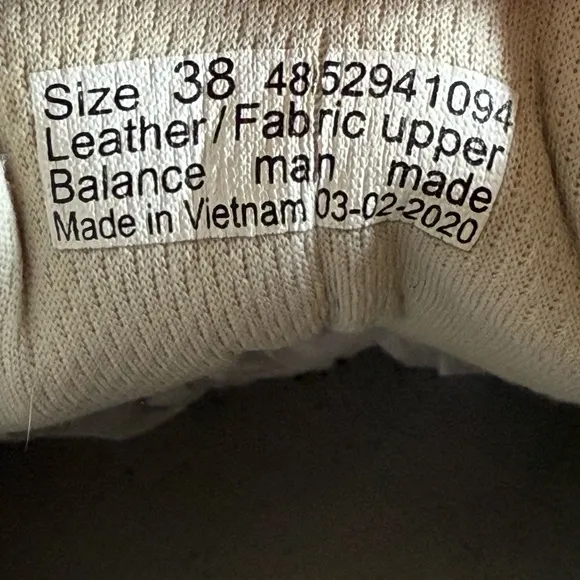 Size 38 4852941094
Leather/Fabric upper
Balance man made
Made in Vietnam 03-02-2020